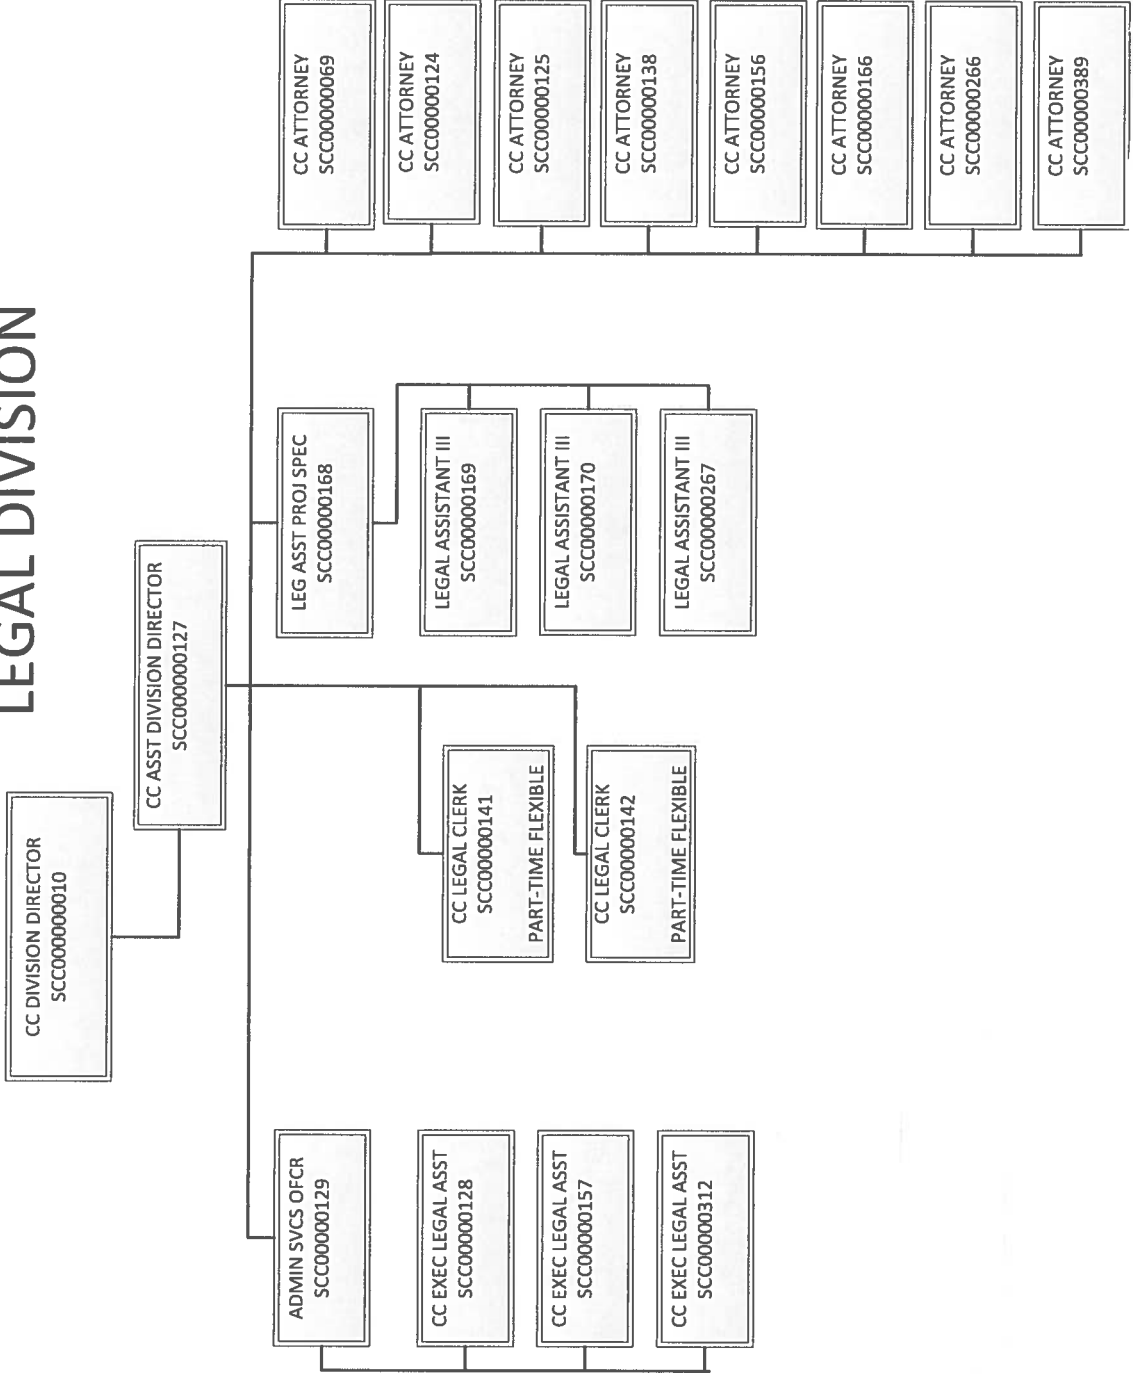 LEGAL DIVISION
CC DIVISION DIRECTOR
SCC000000010
CC ASST DIVISION DIRECTOR
SCC000000127
ADMIN SVCS OFCR
SCC00000129
CC EXEC LEGAL ASST
SCC00000128
CC EXEC LEGAL ASST
SCC00000157
CC EXEC LEGAL ASST
SCC00000312
CC LEGAL CLERK
SCC00000141
PART-TIME FLEXIBLE
CC LEGAL CLERK
SCC00000142
PART-TIME FLEXIBLE
LEG ASST PROJ SPEC
SCC00000168
LEGAL ASSISTANT III
SCC00000169
LEGAL ASSISTANT III
SCC00000170
LEGAL ASSISTANT III
SCC00000267
CC ATTORNEY
SCC00000069
CC ATTORNEY
SCC00000124
CC ATTORNEY
SCC00000125
CC ATTORNEY
SCC00000138
CC ATTORNEY
SCC00000156
CC ATTORNEY
SCC00000166
CC ATTORNEY
SCC00000266
CC ATTORNEY
SCC00000389